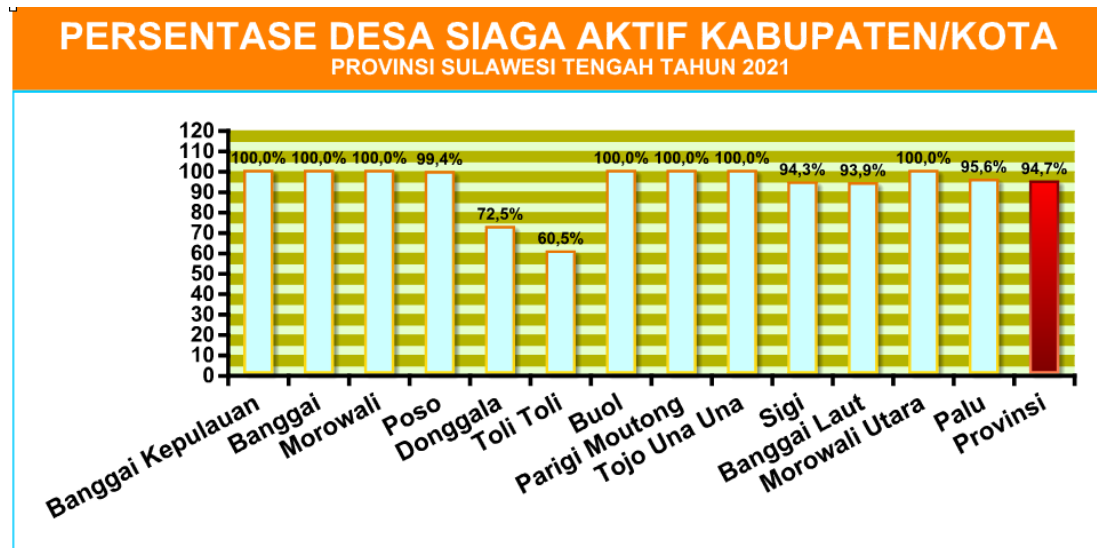 PERSENTASE DESA SIAGA AKTIF KABUPATEN/KOTA
PROVINSI SULAWESI TENGAH TAHUN 2021
120
110
100
90
80
70
60
50
40
30
20
10
0
100,0%
100,0%
100,0%
99,4%
72,5%
60,5%
100,0%
100,0%
100,0%
94,3%
93,9%
100,0%
95,6%
94,7%
Banggai Kepulauan
Banggai
Morowali
Poso
Donggala
Toli Toli
Buol
Parigi Moutong
Tojo Una Una
Sigi
Banggai Laut
Morowali Utara
Palu
Provinsi